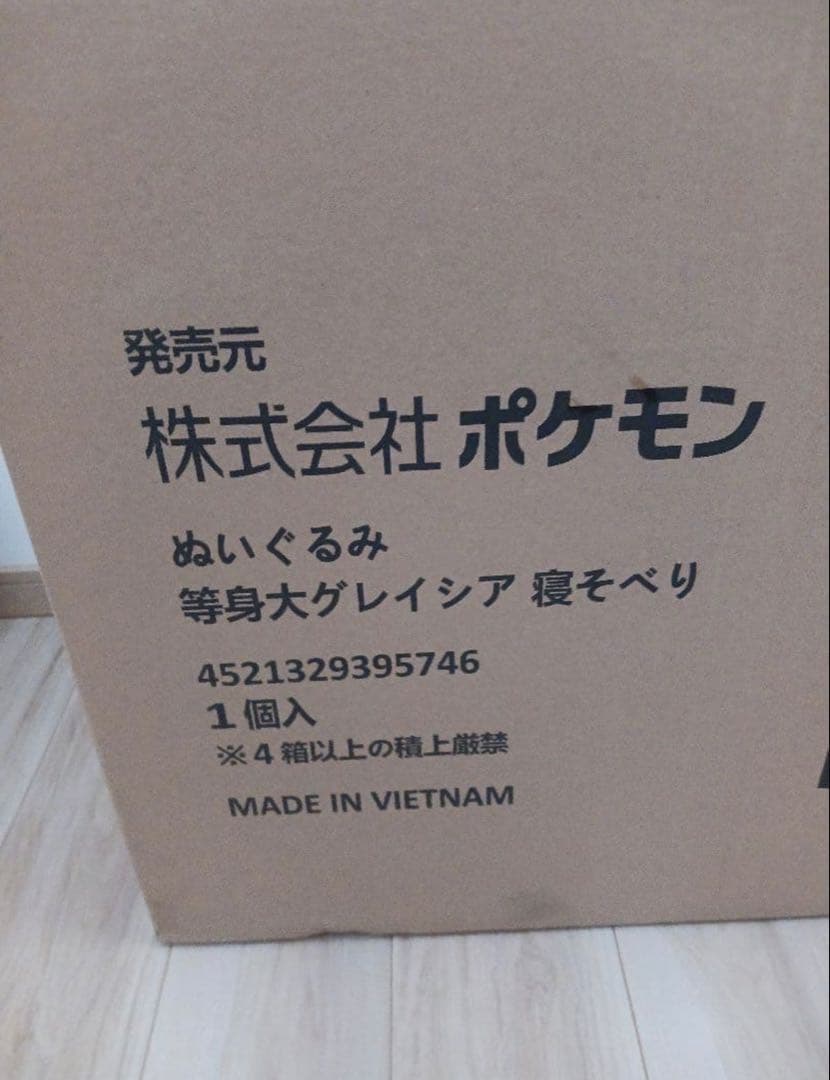 発売元
株式会社ポケモン
ぬいぐるみ
等身大グレイシア 寝そべり
4521329395746
1個入
※4箱以上の積上厳禁
MADE IN VIETNAM